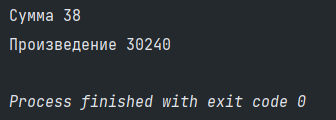 Сумма 38
Произведение 30240
Process finished with exit code 0